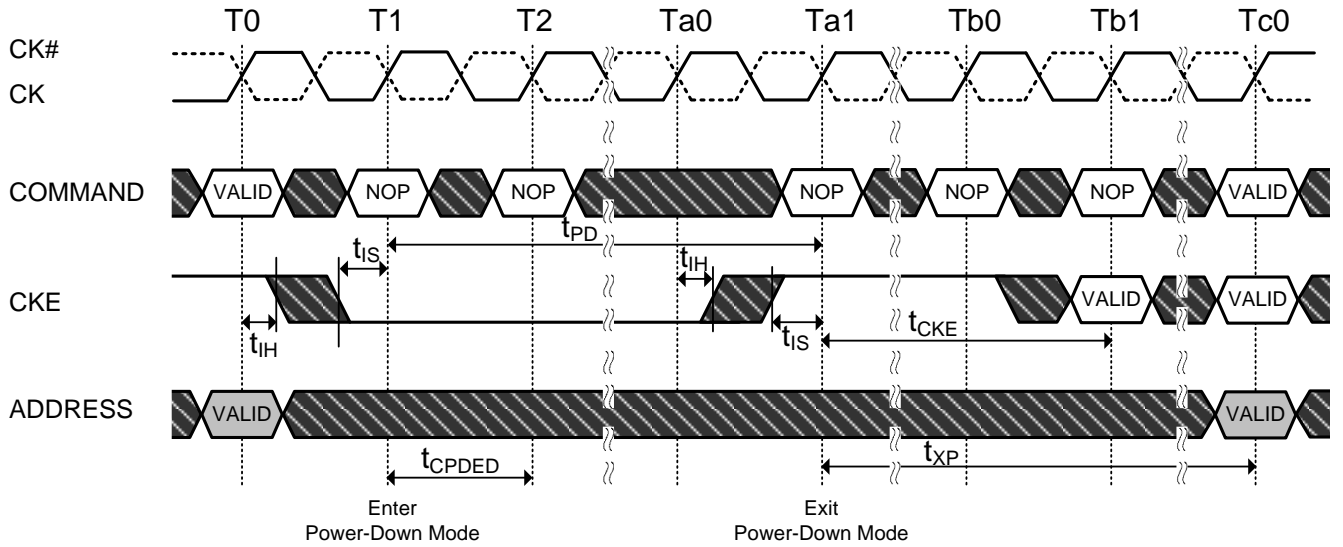 T0 T1 T2 Ta0 Ta1 Tb0 Tb1 Tc0
CK#
CK
COMMAND VALID NOP NOP NOP NOP NOP VALID
tPD
tIS tIH
CKE VALID VALID
tIH tIS tCKE
ADDRESS VALID VALID
tCPDED tXP
Enter Exit
Power-Down Mode Power-Down Mode